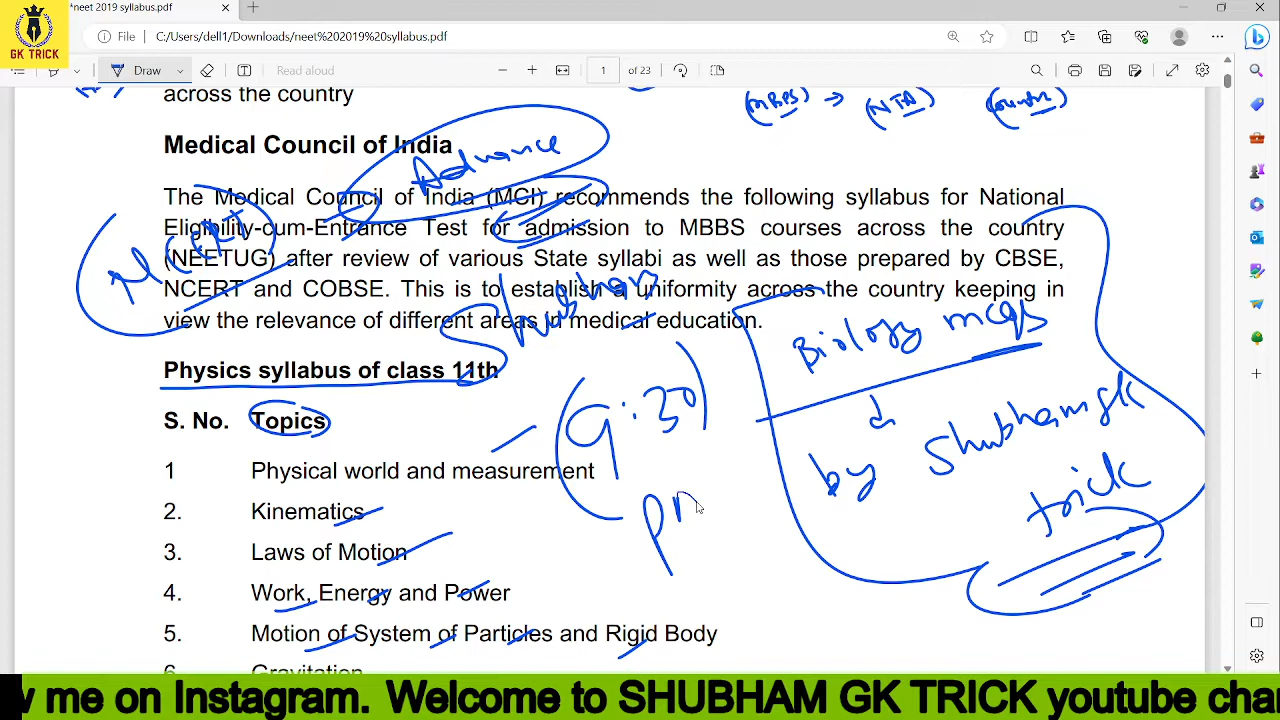 *neet 2019 syllabus.pdf
GK TRICK
File C:/Users/dell1/Downloads/neet%202019%20syllabus.pdf
Draw Read aloud 1 of 23
across the country
(MBBS) → (NTA) (Country)
Medical Council of India
Advance
The Medical Council of India (MCI) recommends the following syllabus for National
Eligibility-cum-Entrance Test for admission to MBBS courses across the country
(NEETUG) after review of various State syllabi as well as those prepared by CBSE,
NCERT and COBSE. This is to establish a uniformity across the country keeping in
view the relevance of different areas in medical education.
NCERT
Shubham
Biology mcqs
Physics syllabus of class 11th
(9:30)
by Shubham gk
trick
S. No. Topics
1 Physical world and measurement
2. Kinematics
3. Laws of Motion
4. Work, Energy and Power
5. Motion of System of Particles and Rigid Body
6. Gravitation
me on Instagram. Welcome to SHUBHAM GK TRICK youtube cha